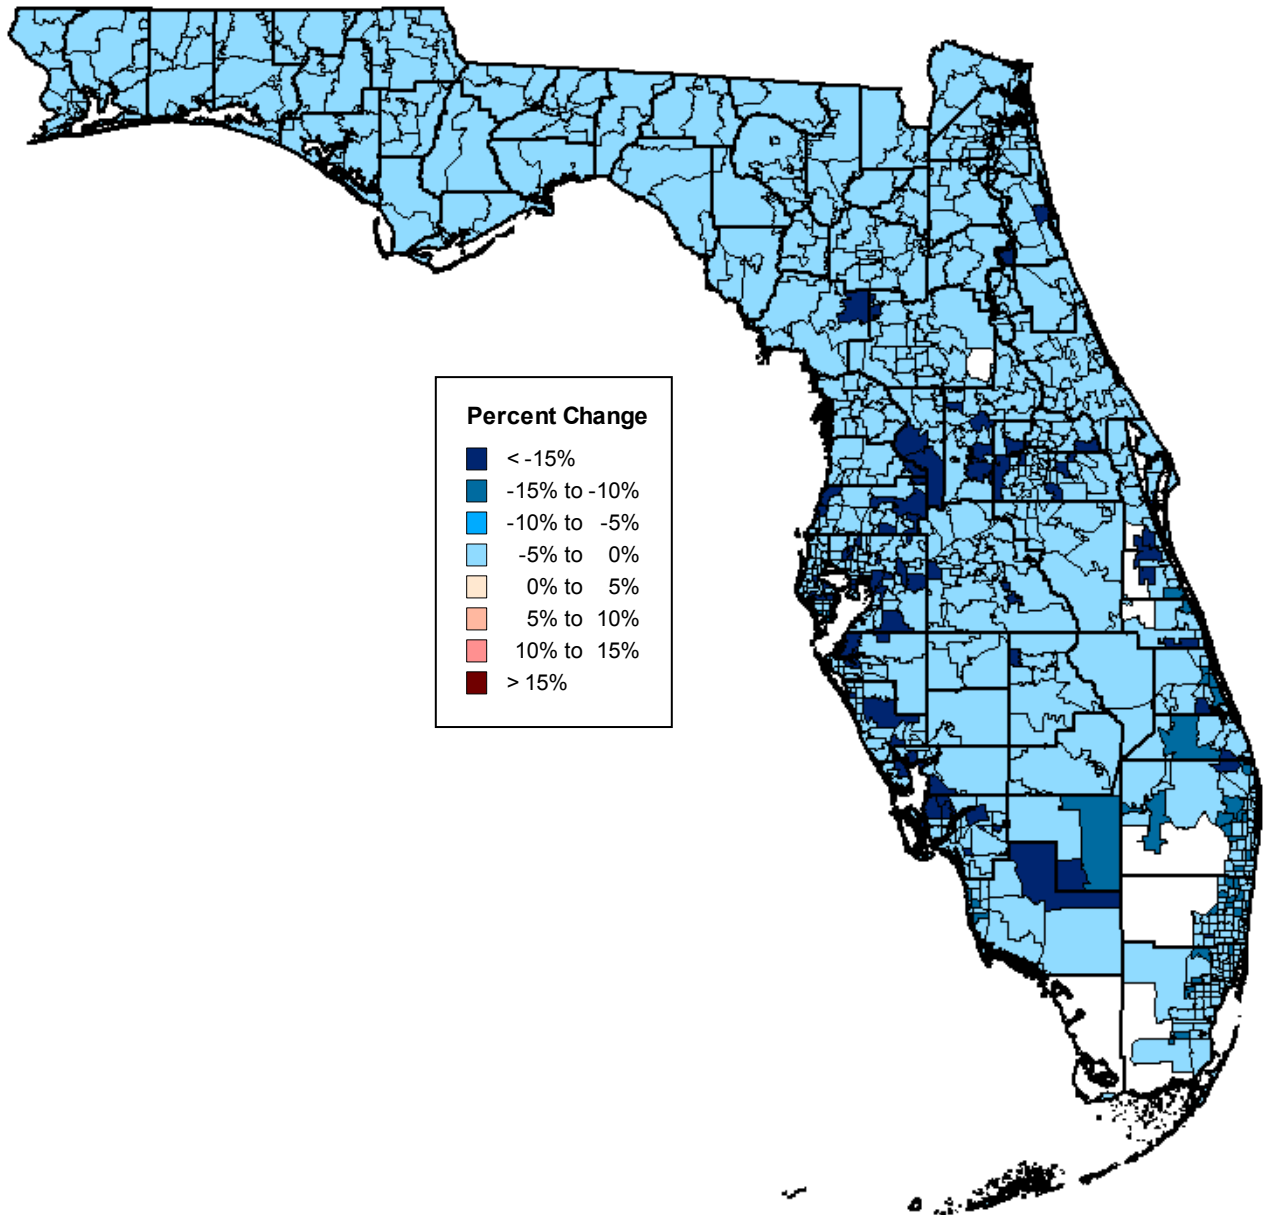 Percent Change
< -15%
-15% to -10%
-10% to -5%
-5% to 0%
0% to 5%
5% to 10%
10% to 15%
> 15%